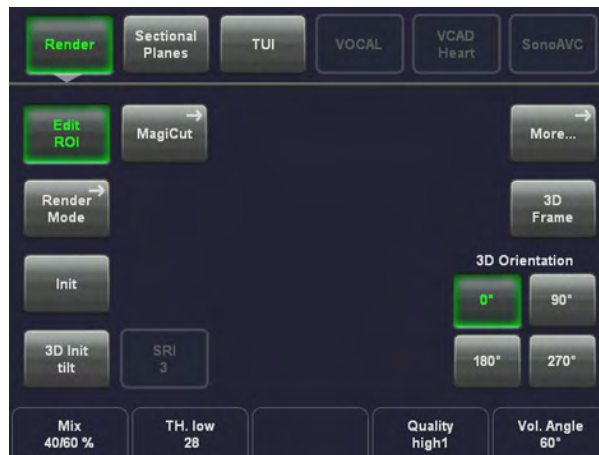 Render
Sectional
Planes
TUI
VOCAL
VCAD
Heart
SonoAVC
Edit
ROI
MagiCut
More...
Render
Mode
3D
Frame
3D Orientation
Init
0°
90°
3D Init
tilt
SRI
3
180°
270°
Mix
40/60 %
TH. low
28
Quality
high1
Vol. Angle
60°